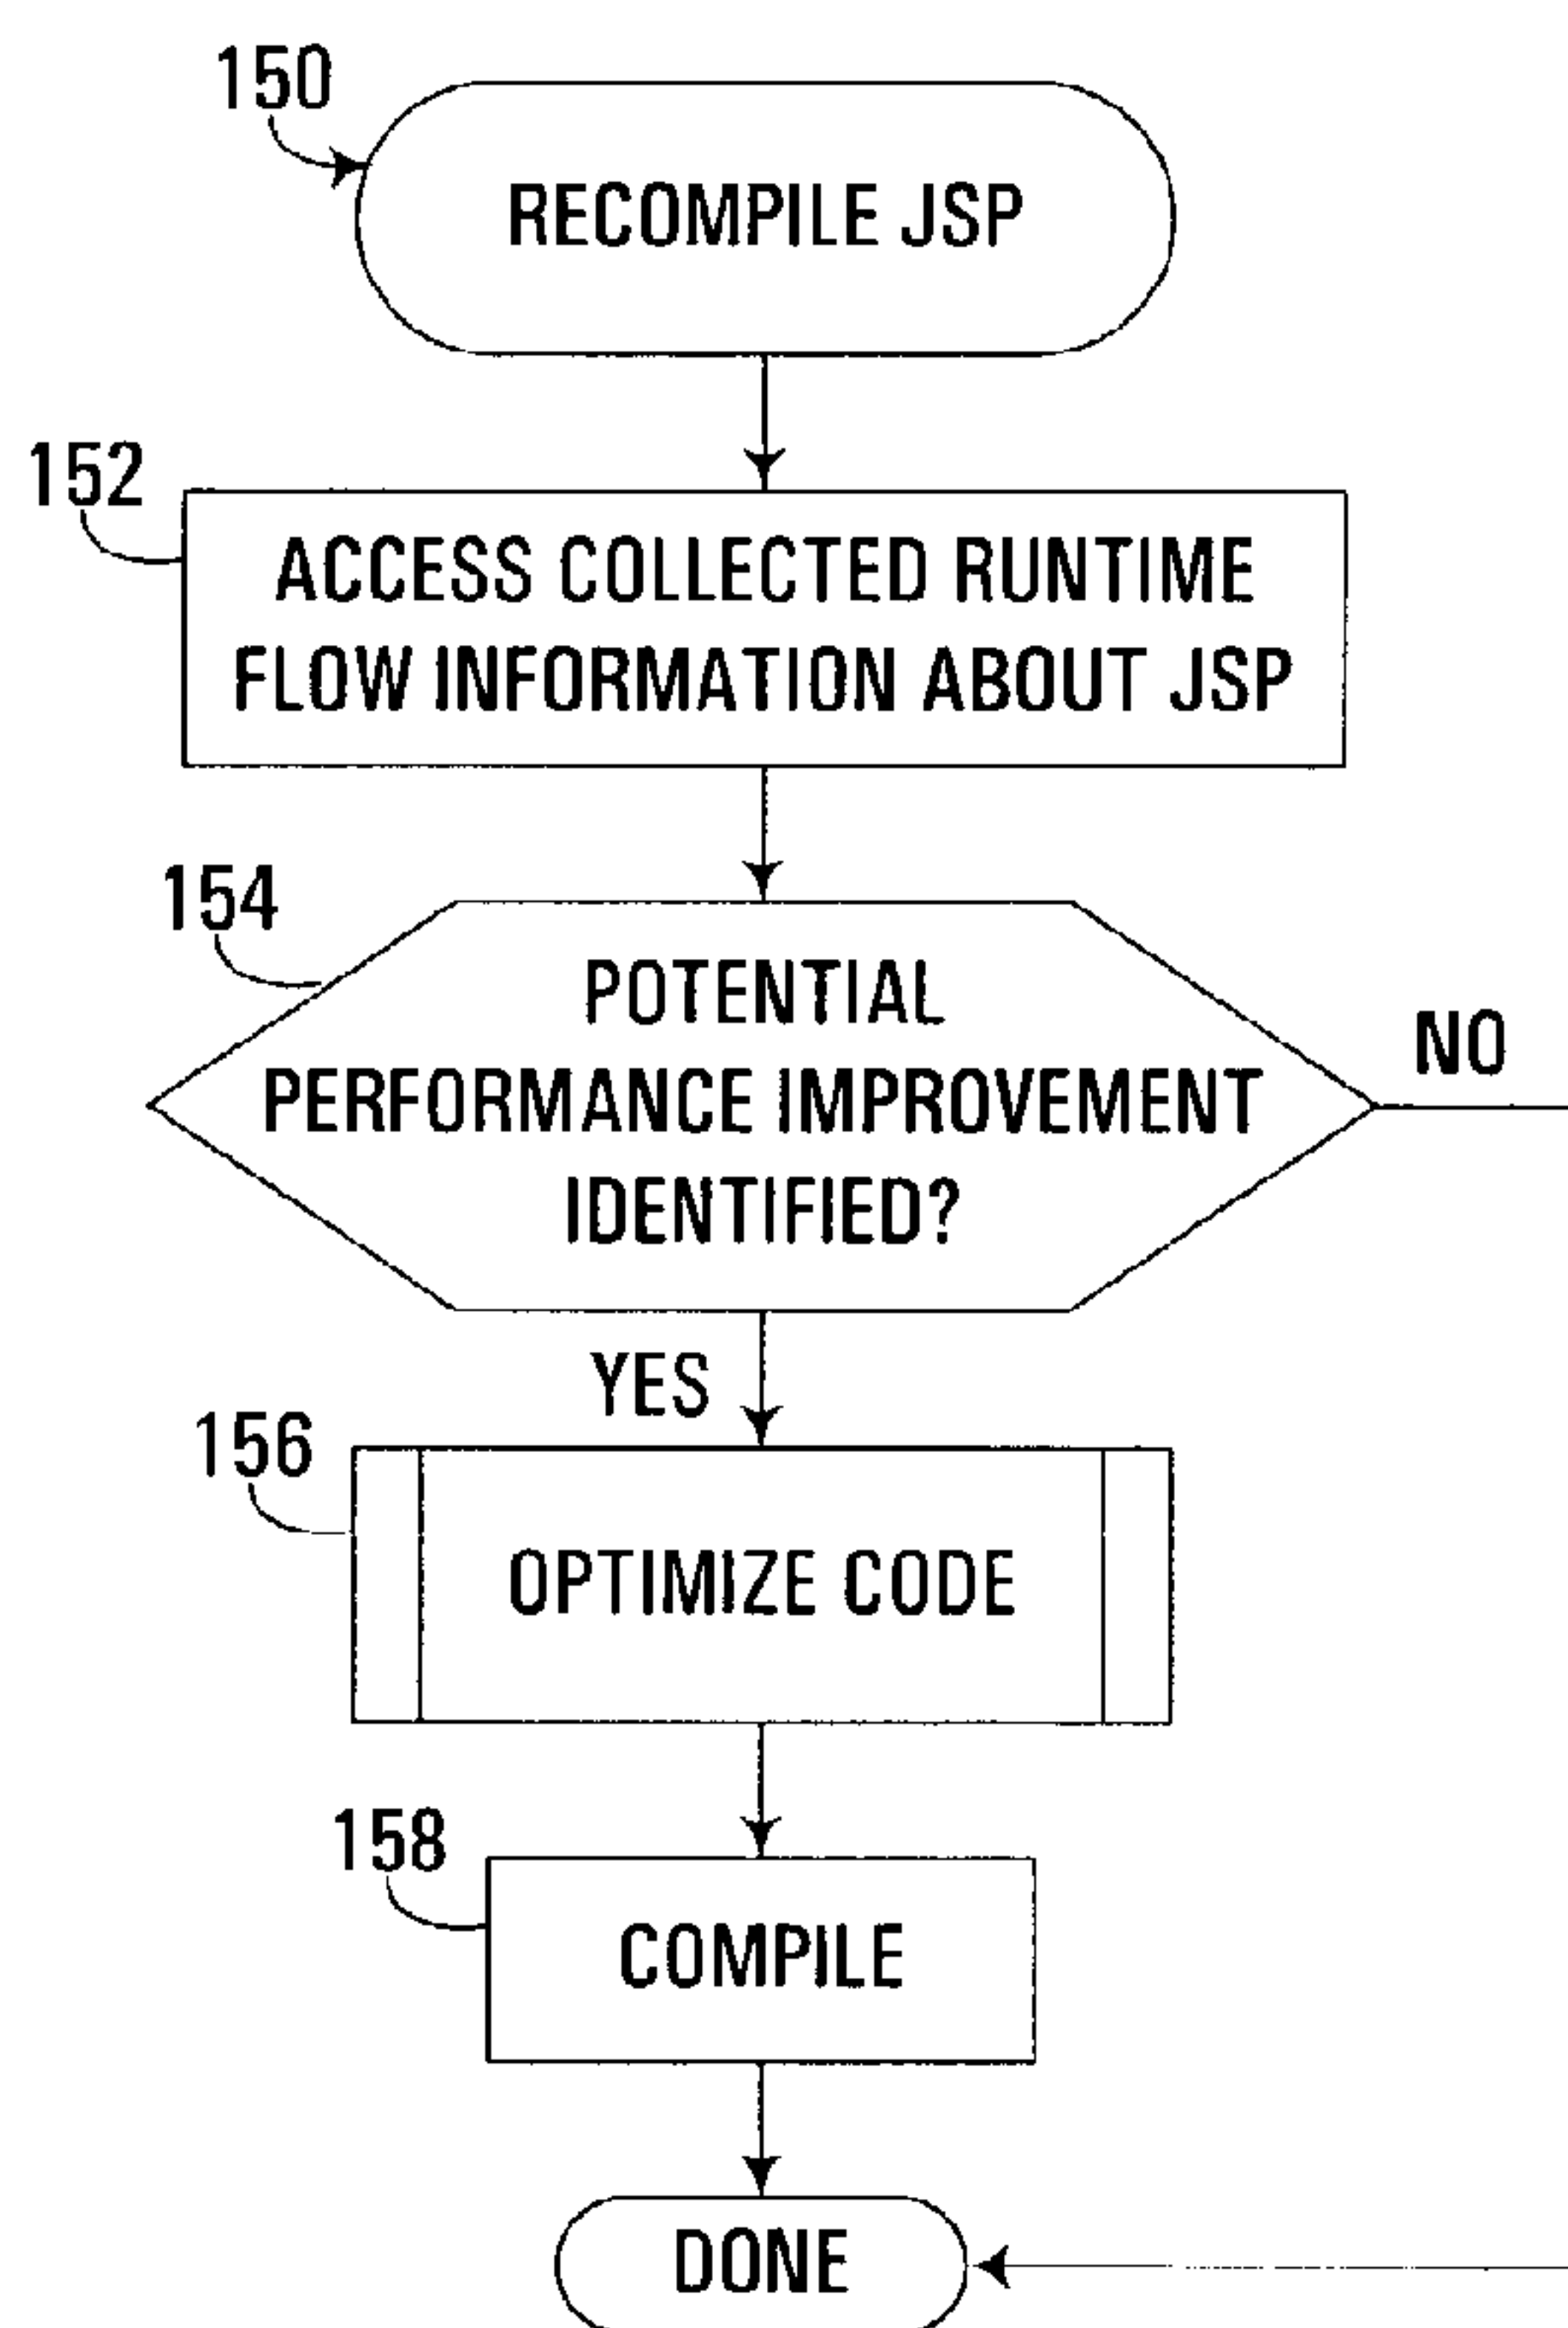 150
RECOMPILE JSP
152
ACCESS COLLECTED RUNTIME
FLOW INFORMATION ABOUT JSP
154
POTENTIAL
PERFORMANCE IMPROVEMENT
IDENTIFIED?
NO
YES
156
OPTIMIZE CODE
158
COMPILE
DONE